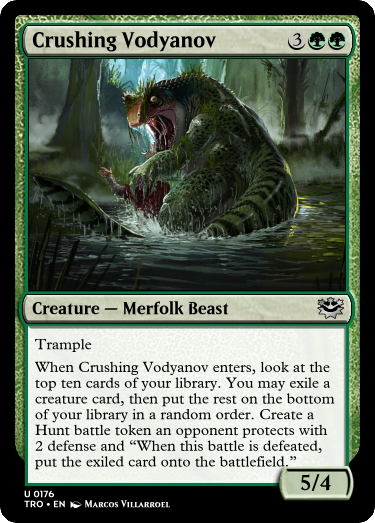 Crushing Vodyanov 3
Creature — Merfolk Beast
Trample
When Crushing Vodyanov enters, look at the
top ten cards of your library. You may exile a
creature card, then put the rest on the bottom
of your library in a random order. Create a
Hunt battle token an opponent protects with
2 defense and “When this battle is defeated,
put the exiled card onto the battlefield.”
5/4
U 0176
TRO • EN Marcos Villarroel